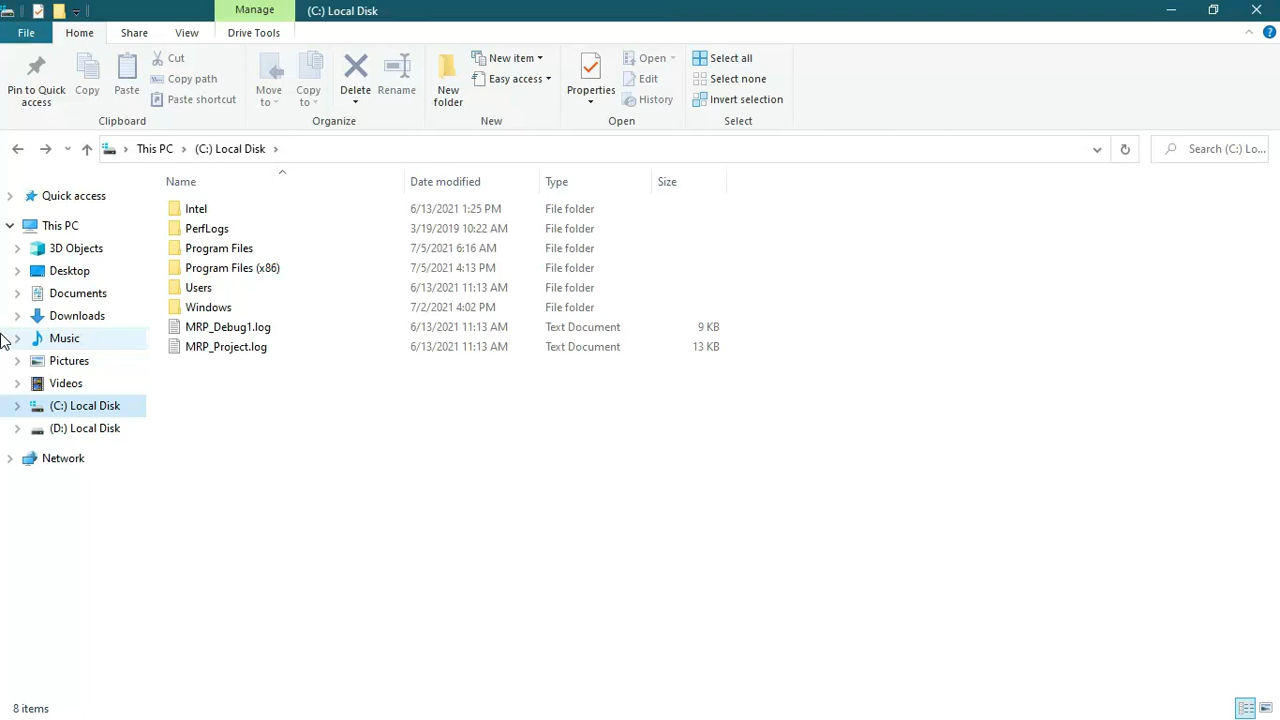 Manage
(C:) Local Disk
File
Home
Share
View
Drive Tools
Pin to Quick access
Copy
Paste
Cut
Copy path
Paste shortcut
Clipboard
Move to
Copy to
Delete
Rename
Organize
New folder
New item
Easy access
New
Properties
Open
Edit
History
Open
Select all
Select none
Invert selection
Select
This PC
(C:) Local Disk
Search (C:) Lo...
Name
Date modified
Type
Size
Quick access
This PC
3D Objects
Desktop
Documents
Downloads
Music
Pictures
Videos
(C:) Local Disk
(D:) Local Disk
Network
Intel 6/13/2021 1:25 PM File folder
PerfLogs 3/19/2019 10:22 AM File folder
Program Files 7/5/2021 6:16 AM File folder
Program Files (x86) 7/5/2021 4:13 PM File folder
Users 6/13/2021 11:13 AM File folder
Windows 7/2/2021 4:02 PM File folder
MRP_Debug1.log 6/13/2021 11:13 AM Text Document 9 KB
MRP_Project.log 6/13/2021 11:13 AM Text Document 13 KB
8 items